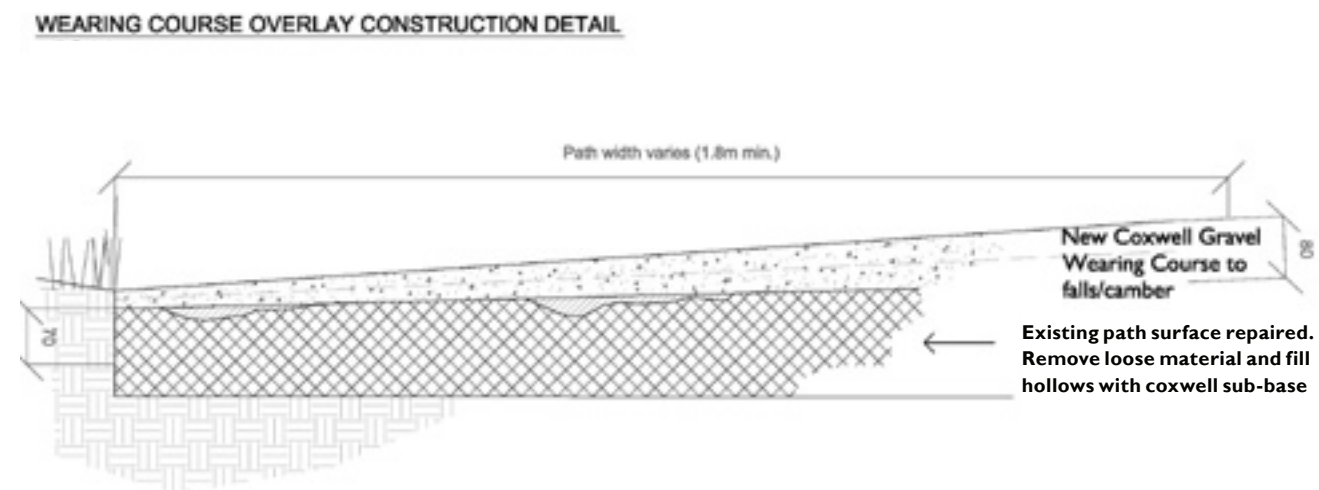 WEARING COURSE OVERLAY CONSTRUCTION DETAIL
Path width varies (1.8m min.)
New Coxwell Gravel
Wearing Course to
falls/camber
80
70
Existing path surface repaired.
Remove loose material and fill
hollows with coxwell sub-base